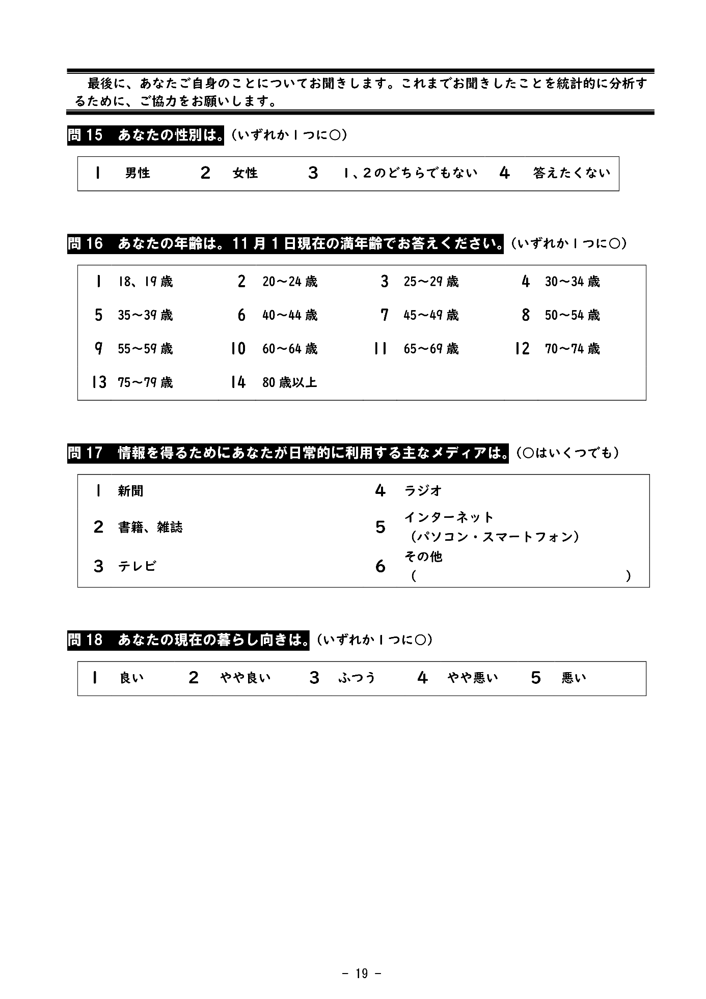 最後に、あなたご自身のことについてお聞きします。これまでお聞きしたことを統計的に分析す
るために、ご協力をお願いします。
問 15　あなたの性別は。（いずれか１つに○）
1　男性　2　女性　3　１、２のどちらでもない　4　答えたくない
問 16　あなたの年齢は。11 月 1 日現在の満年齢でお答えください。（いずれか１つに○）
1　18、19 歳　2　20～24 歳　3　25～29 歳　4　30～34 歳
5　35～39 歳　6　40～44 歳　7　45～49 歳　8　50～54 歳
9　55～59 歳　10　60～64 歳　11　65～69 歳　12　70～74 歳
13　75～79 歳　14　80 歳以上
問 17　情報を得るためにあなたが日常的に利用する主なメディアは。（○はいくつでも）
1　新聞　4　ラジオ
2　書籍、雑誌　5　インターネット
（パソコン・スマートフォン）
3　テレビ　6　その他
（　　　　　　　　　　　　　　　　）
問 18　あなたの現在の暮らし向きは。（いずれか１つに○）
1　良い　2　やや良い　3　ふつう　4　やや悪い　5　悪い
－ 19 －